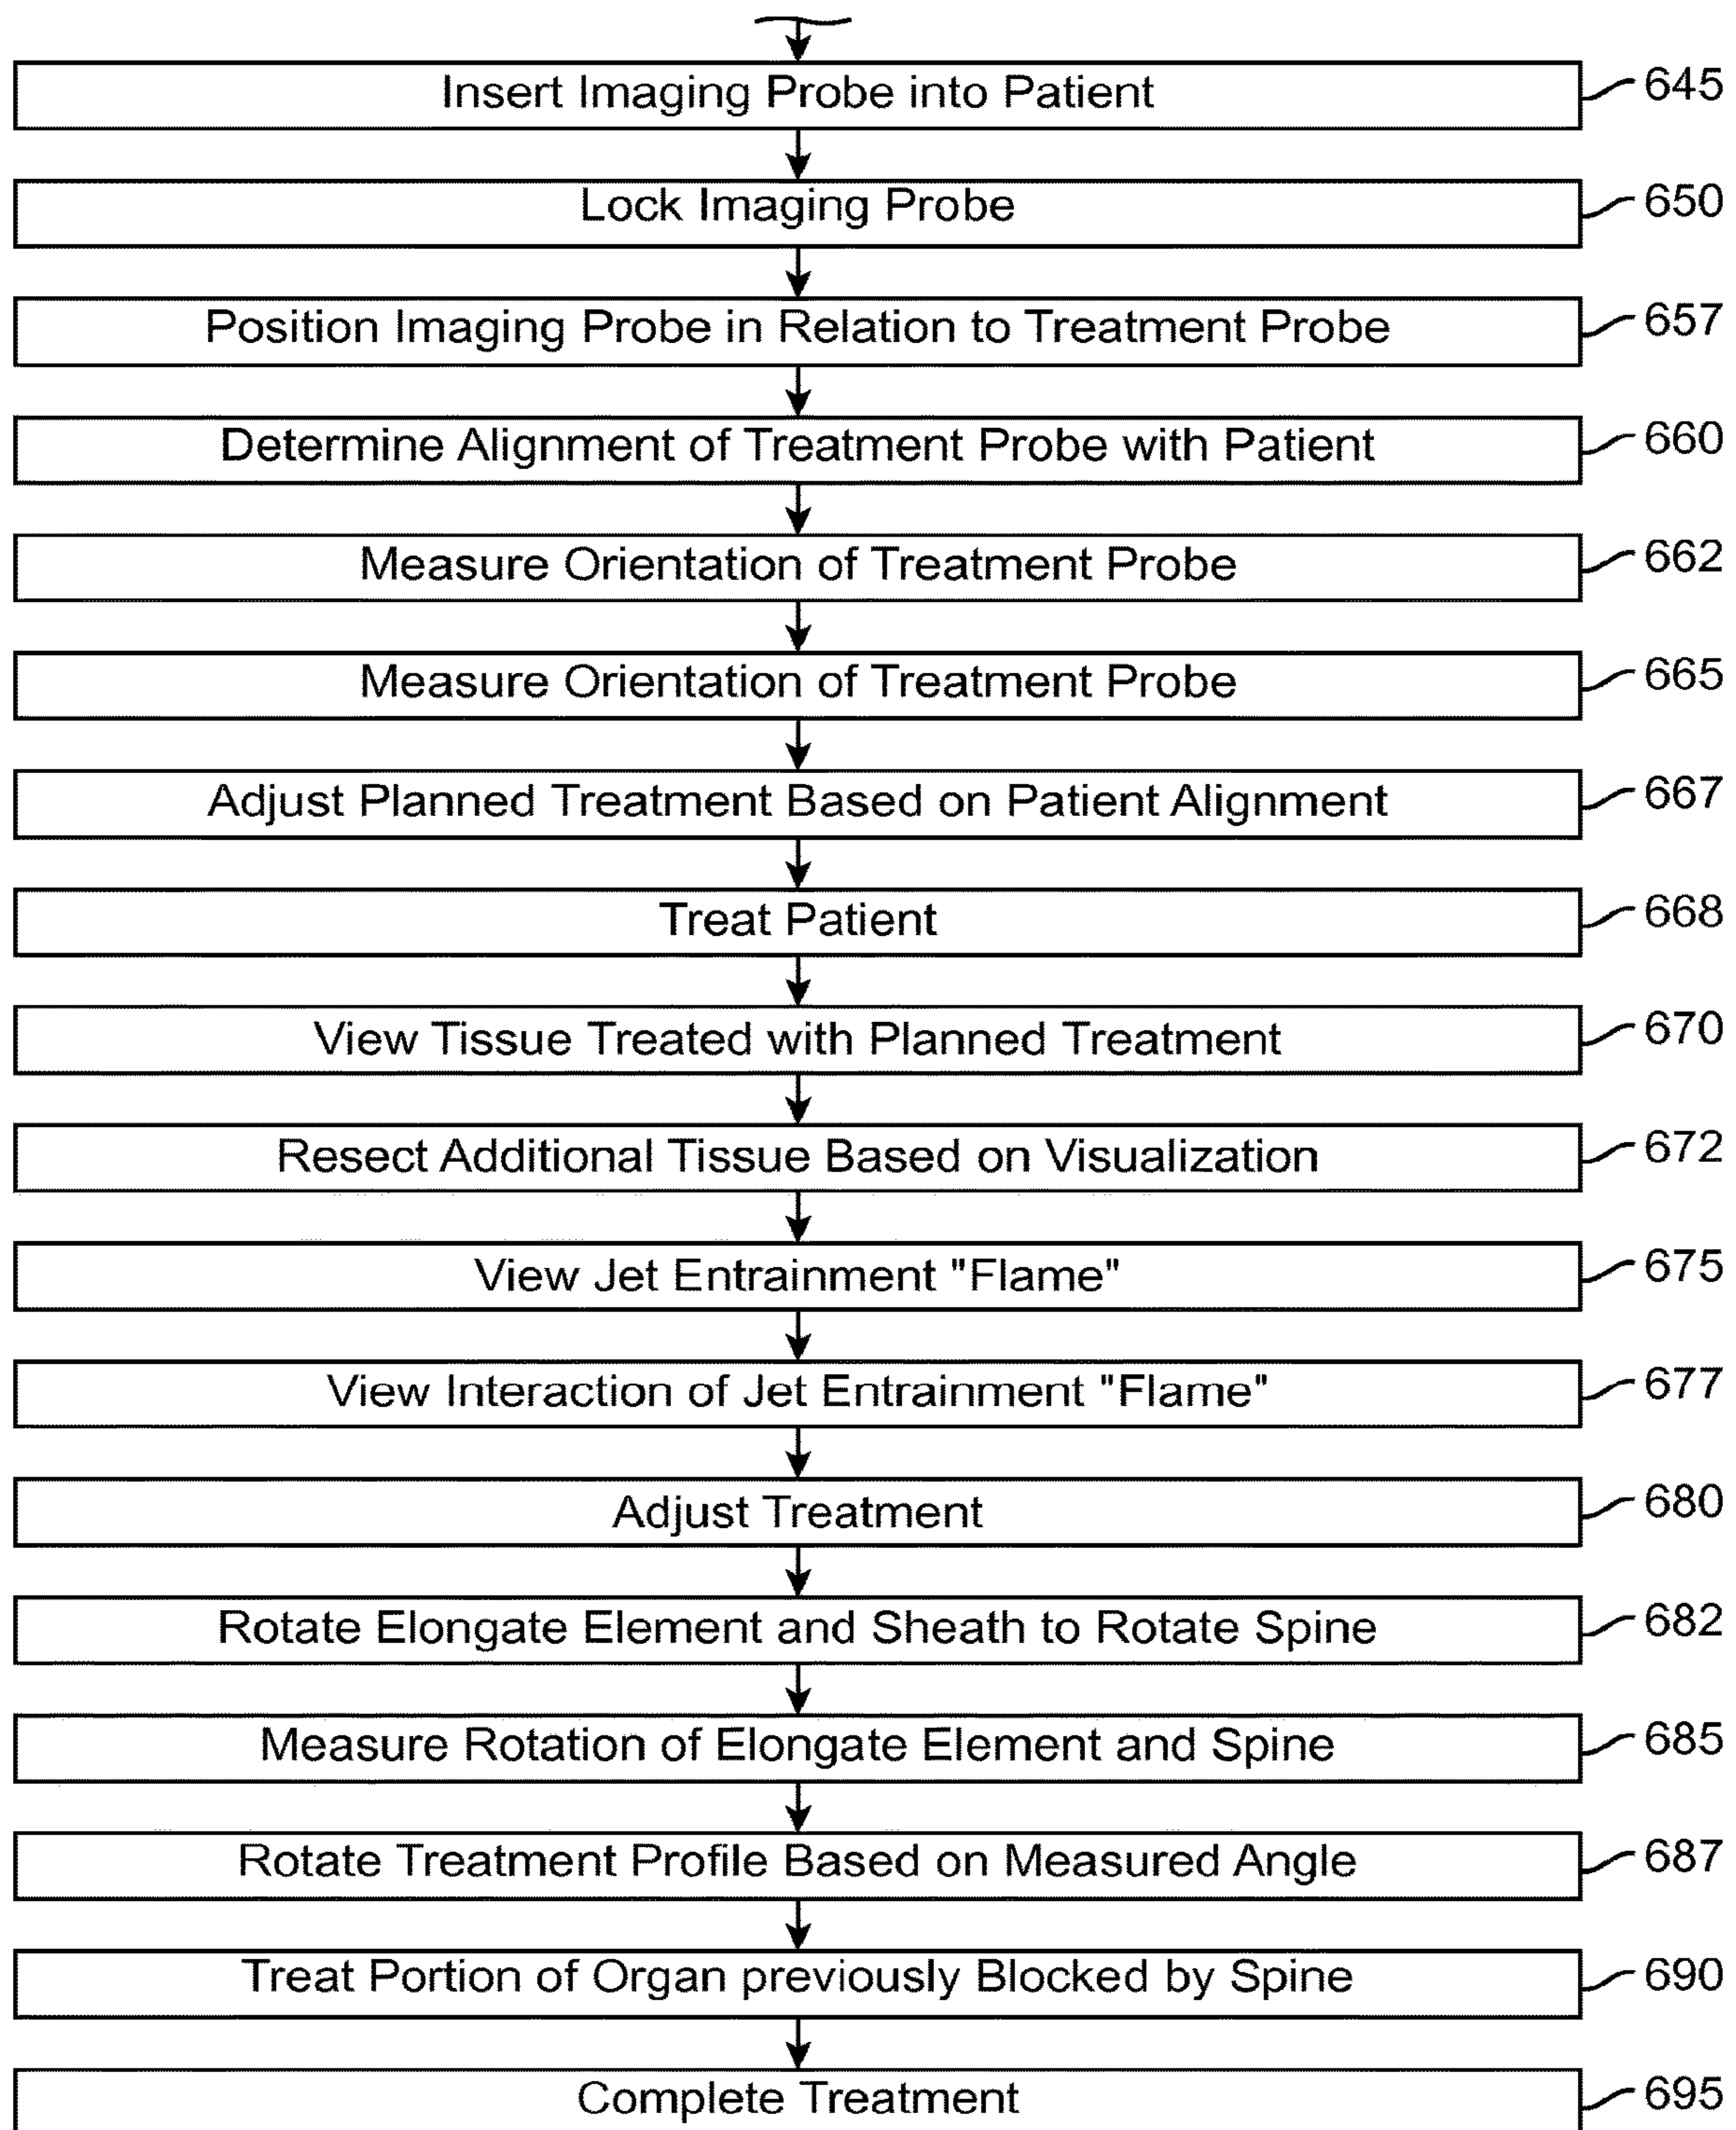 Insert Imaging Probe into Patient 645
Lock Imaging Probe 650
Position Imaging Probe in Relation to Treatment Probe 657
Determine Alignment of Treatment Probe with Patient 660
Measure Orientation of Treatment Probe 662
Measure Orientation of Treatment Probe 665
Adjust Planned Treatment Based on Patient Alignment 667
Treat Patient 668
View Tissue Treated with Planned Treatment 670
Resect Additional Tissue Based on Visualization 672
View Jet Entrainment "Flame" 675
View Interaction of Jet Entrainment "Flame" 677
Adjust Treatment 680
Rotate Elongate Element and Sheath to Rotate Spine 682
Measure Rotation of Elongate Element and Spine 685
Rotate Treatment Profile Based on Measured Angle 687
Treat Portion of Organ previously Blocked by Spine 690
Complete Treatment 695